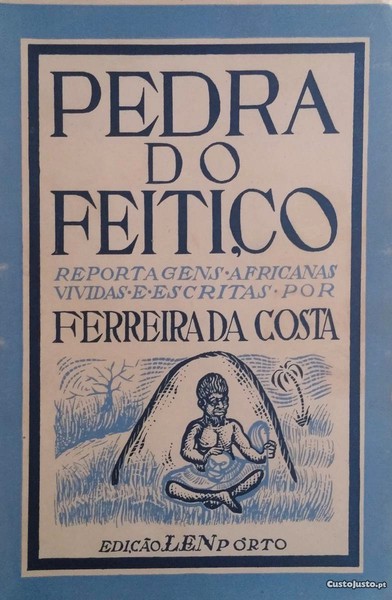 PEDRA
DO
FEITIÇO
REPORTAGENS·AFRICANAS
VIVIDAS·E·ESCRITAS·POR
FERREIRA DA COSTA
EDIÇÃO LEN PÔRTO
CustoJusto.pt